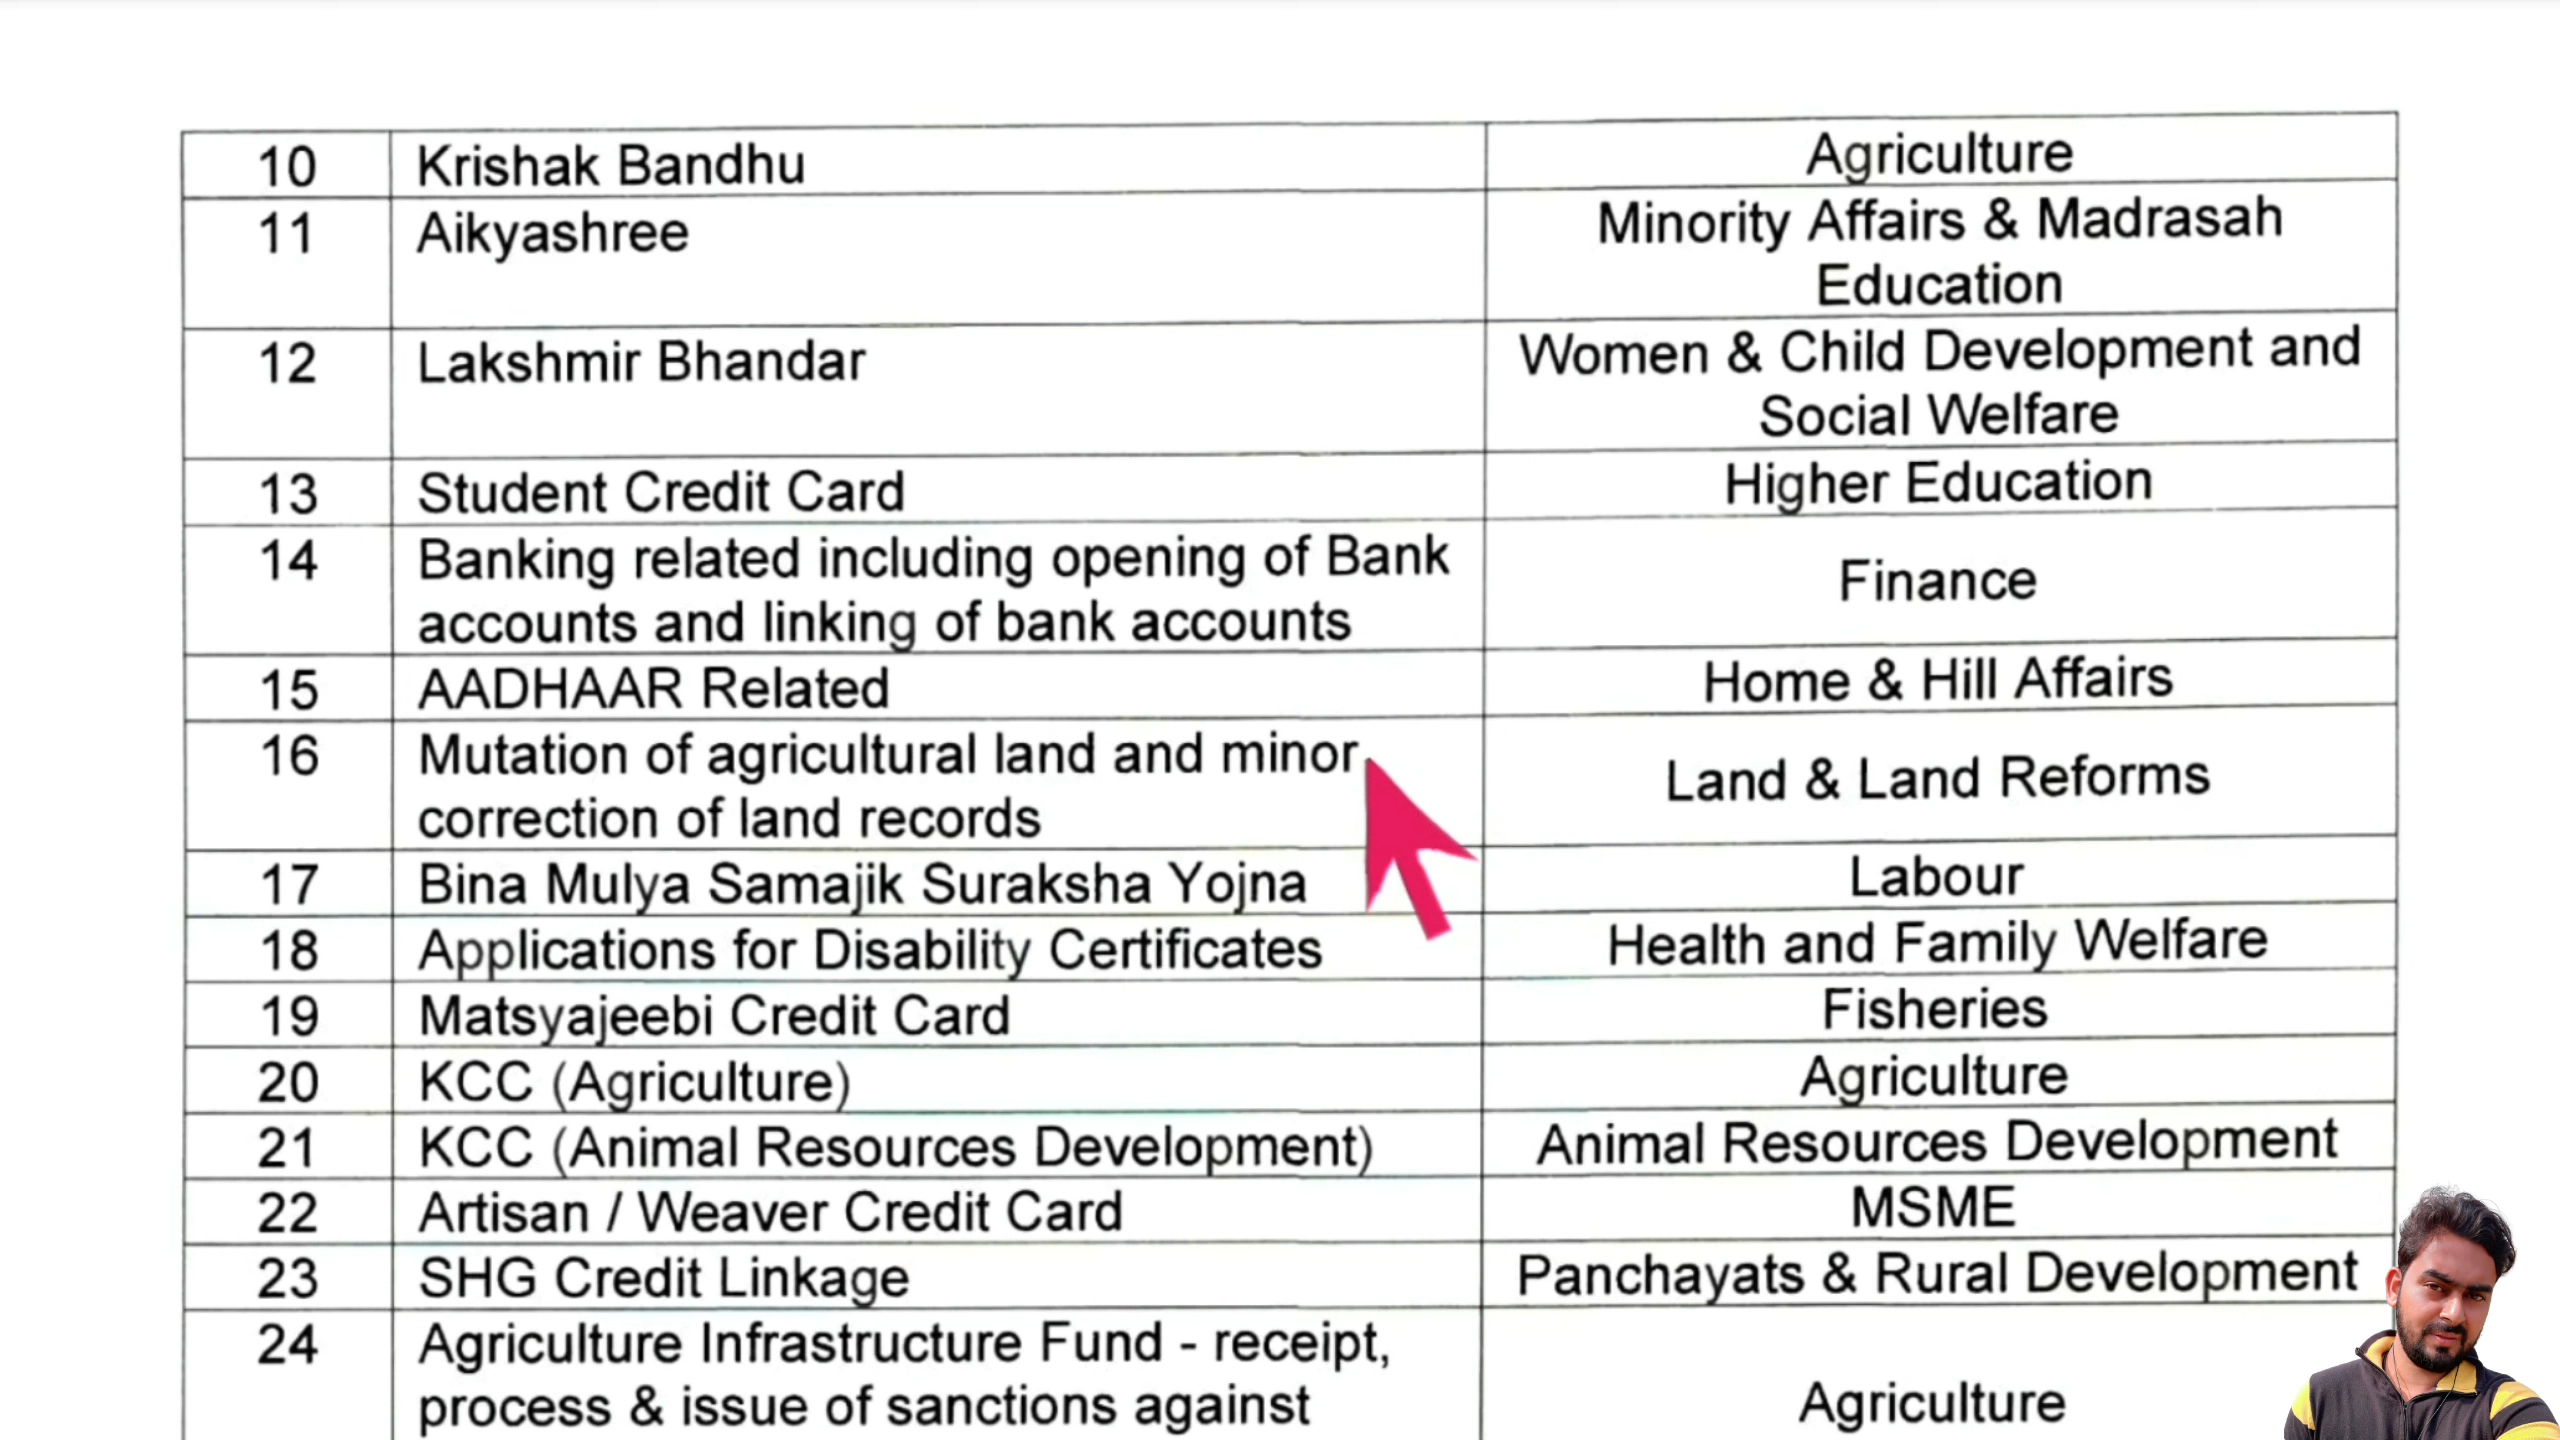 10 Krishak Bandhu Agriculture
11 Aikyashree Minority Affairs & Madrasah
Education
12 Lakshmir Bhandar Women & Child Development and
Social Welfare
13 Student Credit Card Higher Education
14 Banking related including opening of Bank
accounts and linking of bank accounts
Finance
15 AADHAAR Related Home & Hill Affairs
16 Mutation of agricultural land and minor
correction of land records
Land & Land Reforms
17 Bina Mulya Samajik Suraksha Yojna Labour
18 Applications for Disability Certificates Health and Family Welfare
19 Matsyajeebi Credit Card Fisheries
20 KCC (Agriculture) Agriculture
21 KCC (Animal Resources Development) Animal Resources Development
22 Artisan / Weaver Credit Card MSME
23 SHG Credit Linkage Panchayats & Rural Development
24 Agriculture Infrastructure Fund - receipt,
process & issue of sanctions against
Agriculture